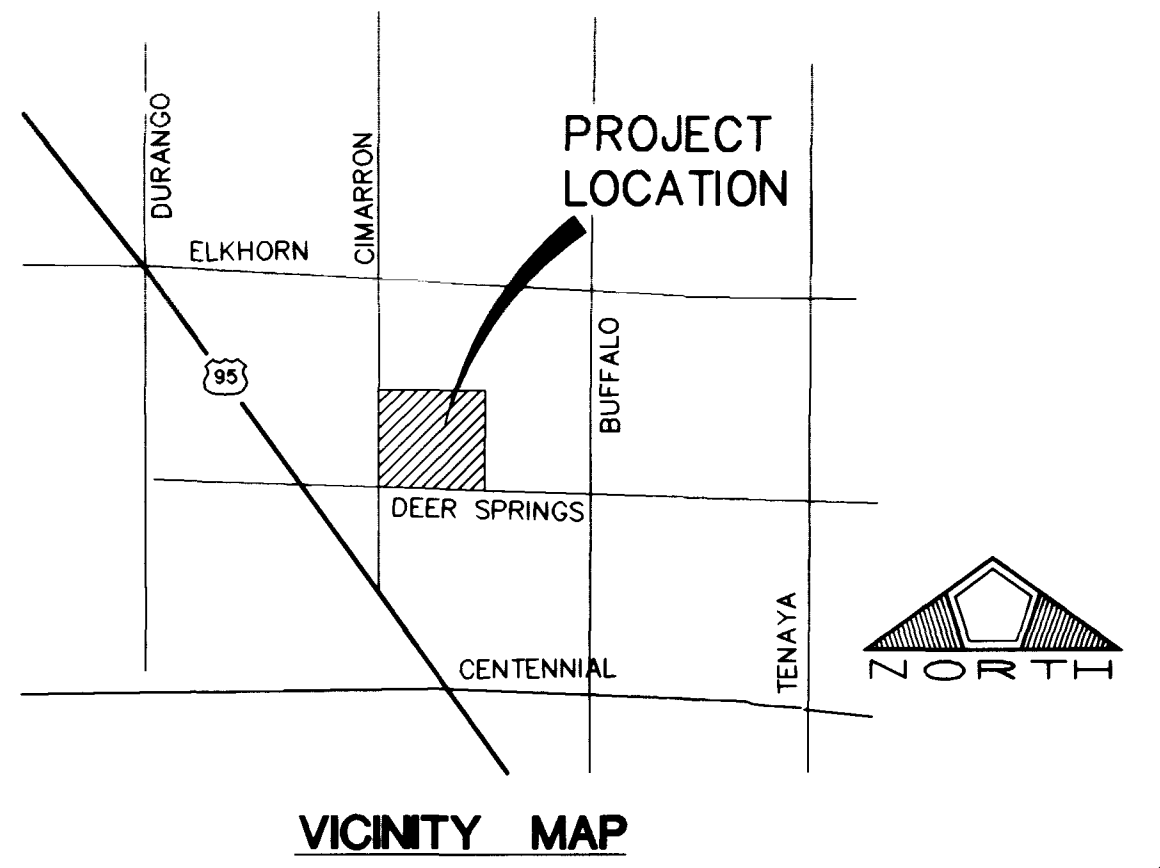 DURANGO
CIMARRON
PROJECT
LOCATION
ELKHORN
BUFFALO
95
DEER SPRINGS
TENAYA
CENTENNIAL
NORTH
VICINITY MAP